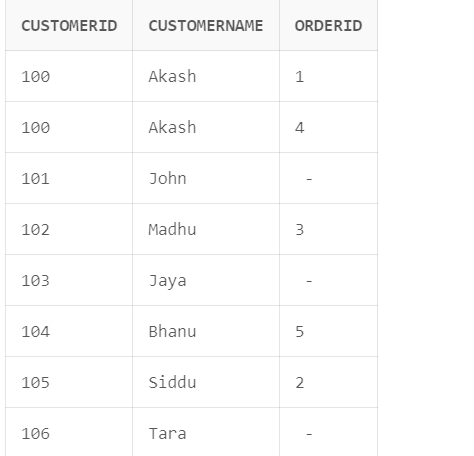 CUSTOMERID CUSTOMERNAME ORDERID
100 Akash 1
100 Akash 4
101 John -
102 Madhu 3
103 Jaya -
104 Bhanu 5
105 Siddu 2
106 Tara -